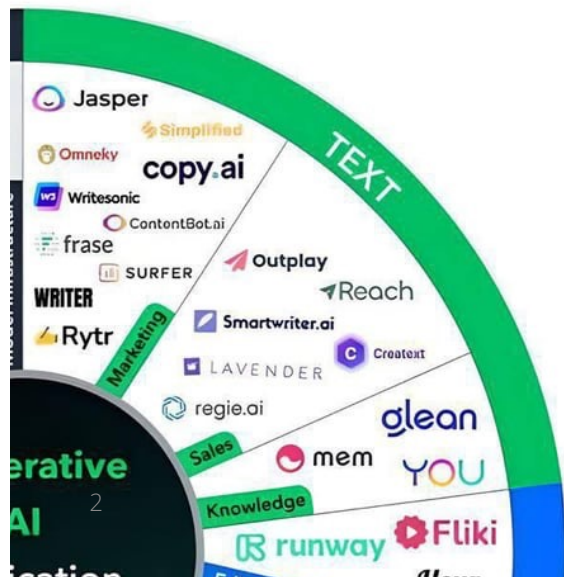 TEXT
Jasper
Simplified
Omneky
copy.ai
Writesonic
ContentBot.ai
frase
SURFER
WRITER
Rytr
Marketing
Outplay
Reach
Smartwriter.ai
Creatext
LAVENDER
regie.ai
Sales
glean
mem
YOU
Knowledge
Fliki
runway
erative
AI
2